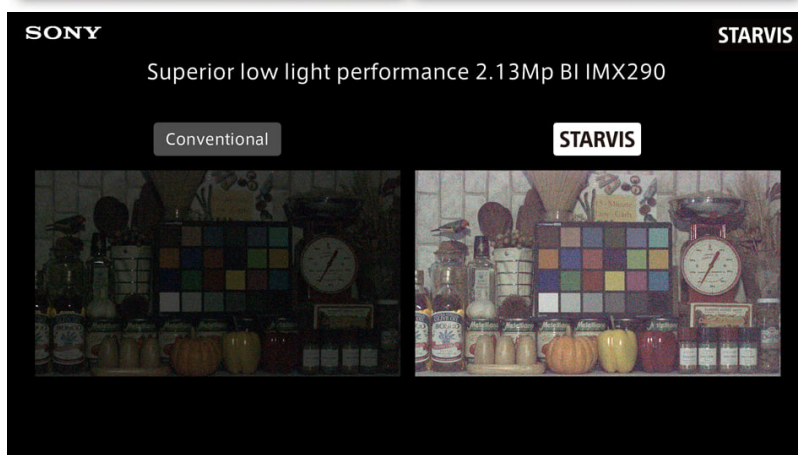 SONY
STARVIS
Superior low light performance 2.13Mp BI IMX290
Conventional
STARVIS